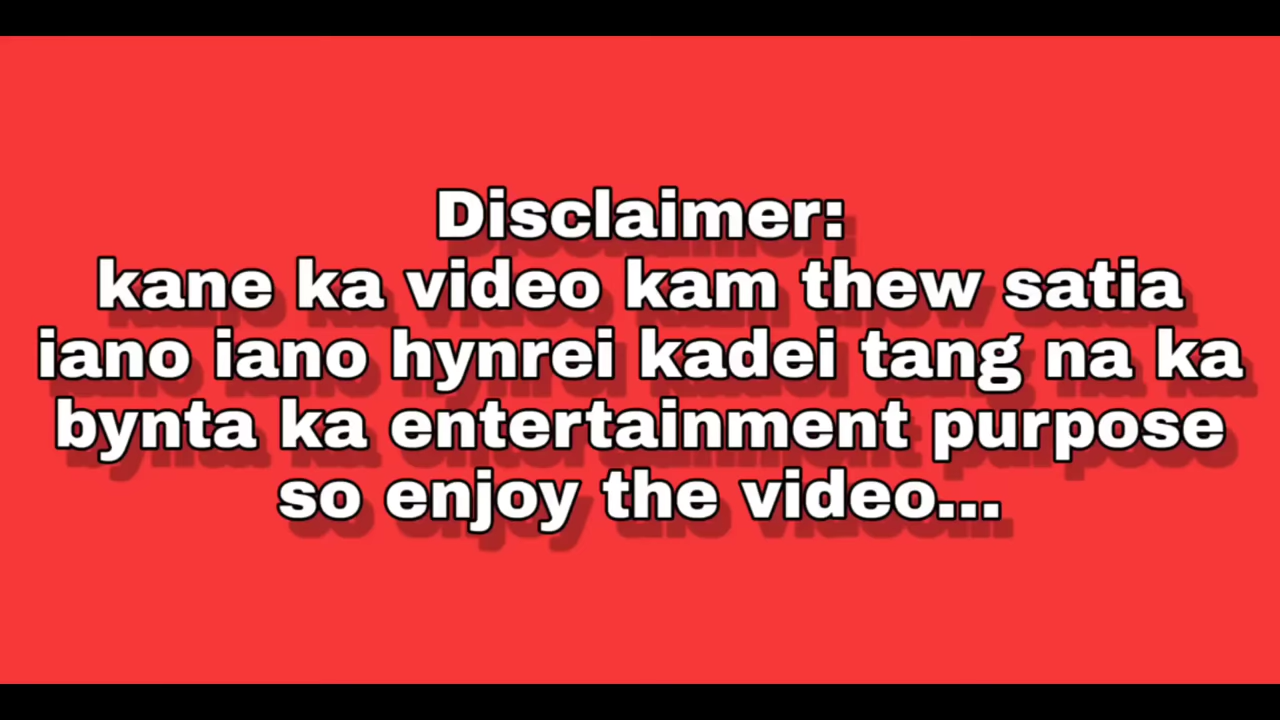 Disclaimer:
kane ka video kam thew satia
iano iano hynrei kadei tang na ka
bynta ka entertainment purpose
so enjoy the video...